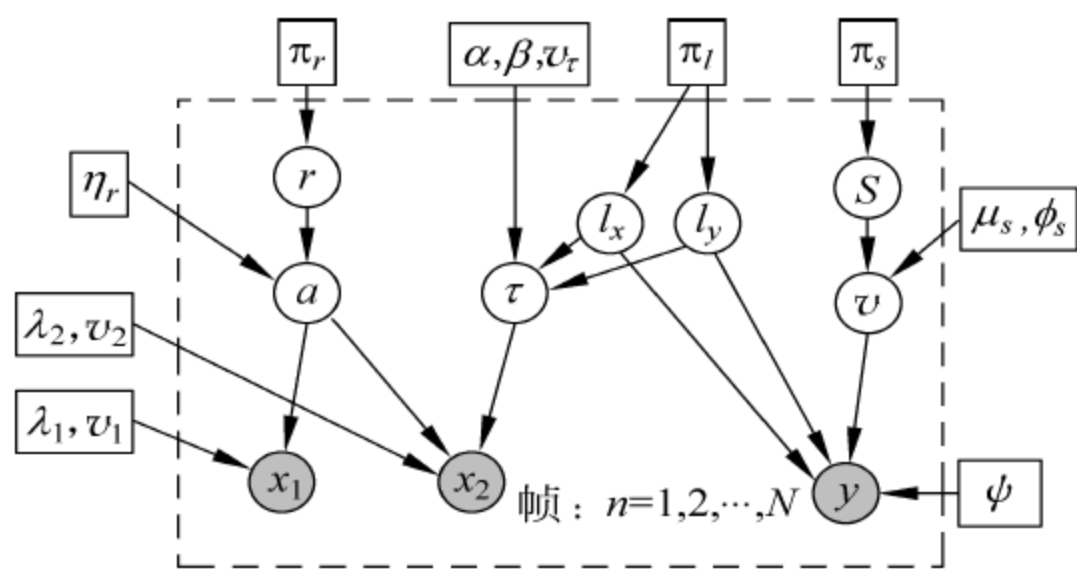 π_r
α,β,υ_τ
π_l
π_s
r
η_r
S
l_x
l_y
μ_s,ϕ_s
a
τ
υ
λ_2,υ_2
λ_1,υ_1
x_1
x_2
帧：n=1,2,⋯,N
y
ψ